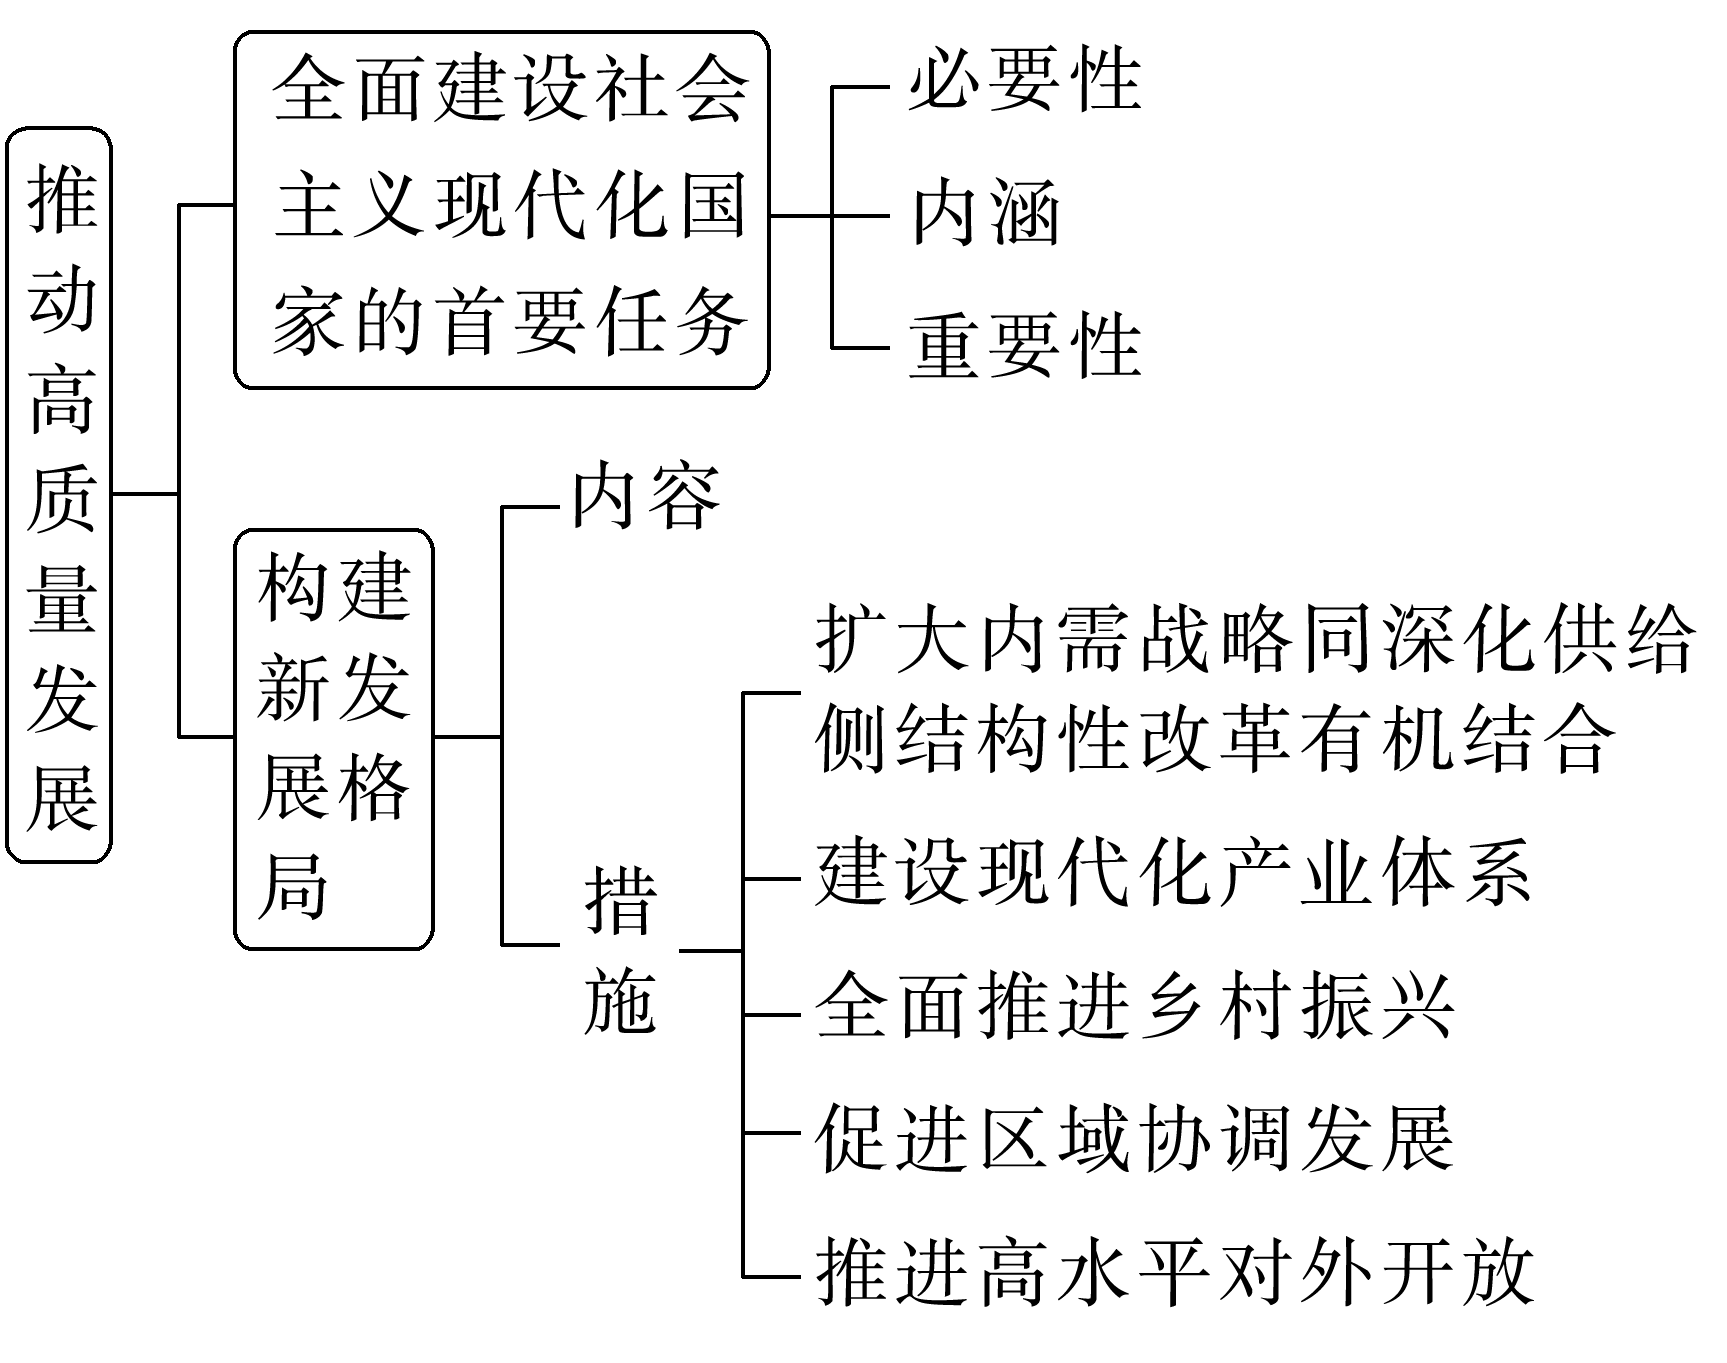 推动高质量发展
全面建设社会
主义现代化国
家的首要任务
必要性
内涵
重要性
构建
新发
展格
局
内容
措施
扩大内需战略同深化供给
侧结构性改革有机结合
建设现代化产业体系
全面推进乡村振兴
促进区域协调发展
推进高水平对外开放